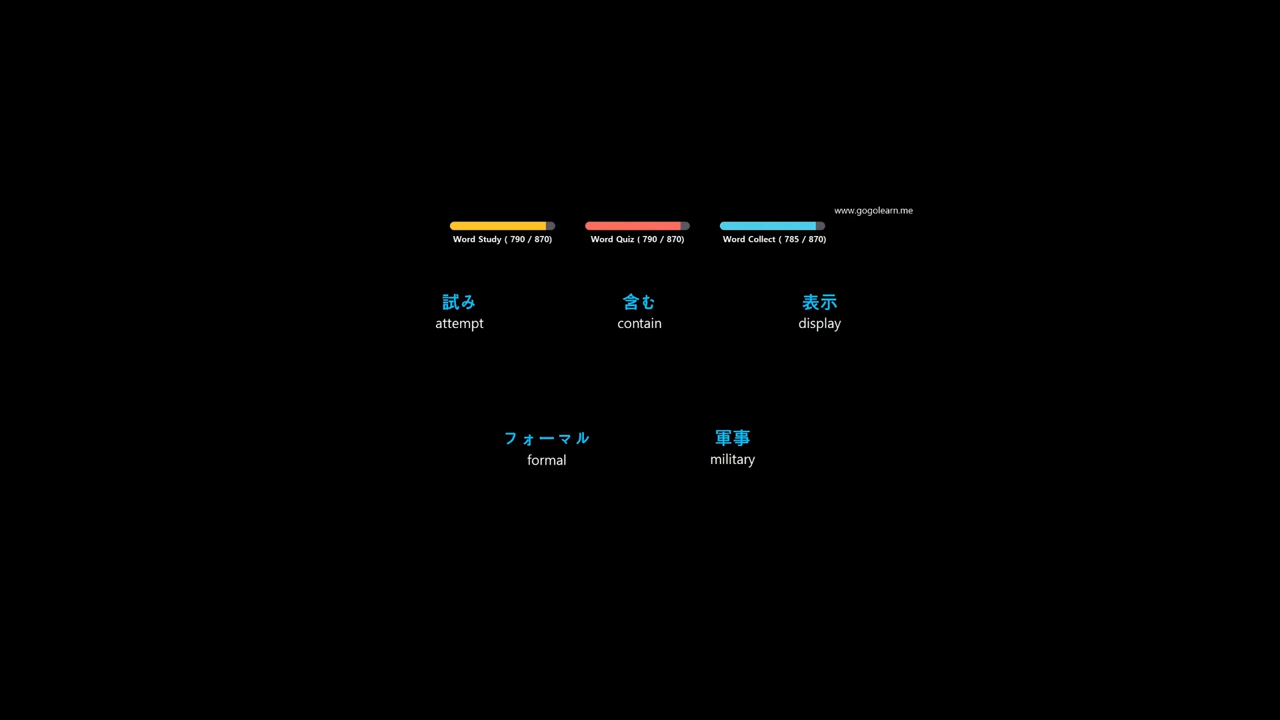 www.gogolearn.me
Word Study ( 790 / 870)
Word Quiz ( 790 / 870)
Word Collect ( 785 / 870)
試み
attempt
含む
contain
表示
display
フォーマル
formal
軍事
military